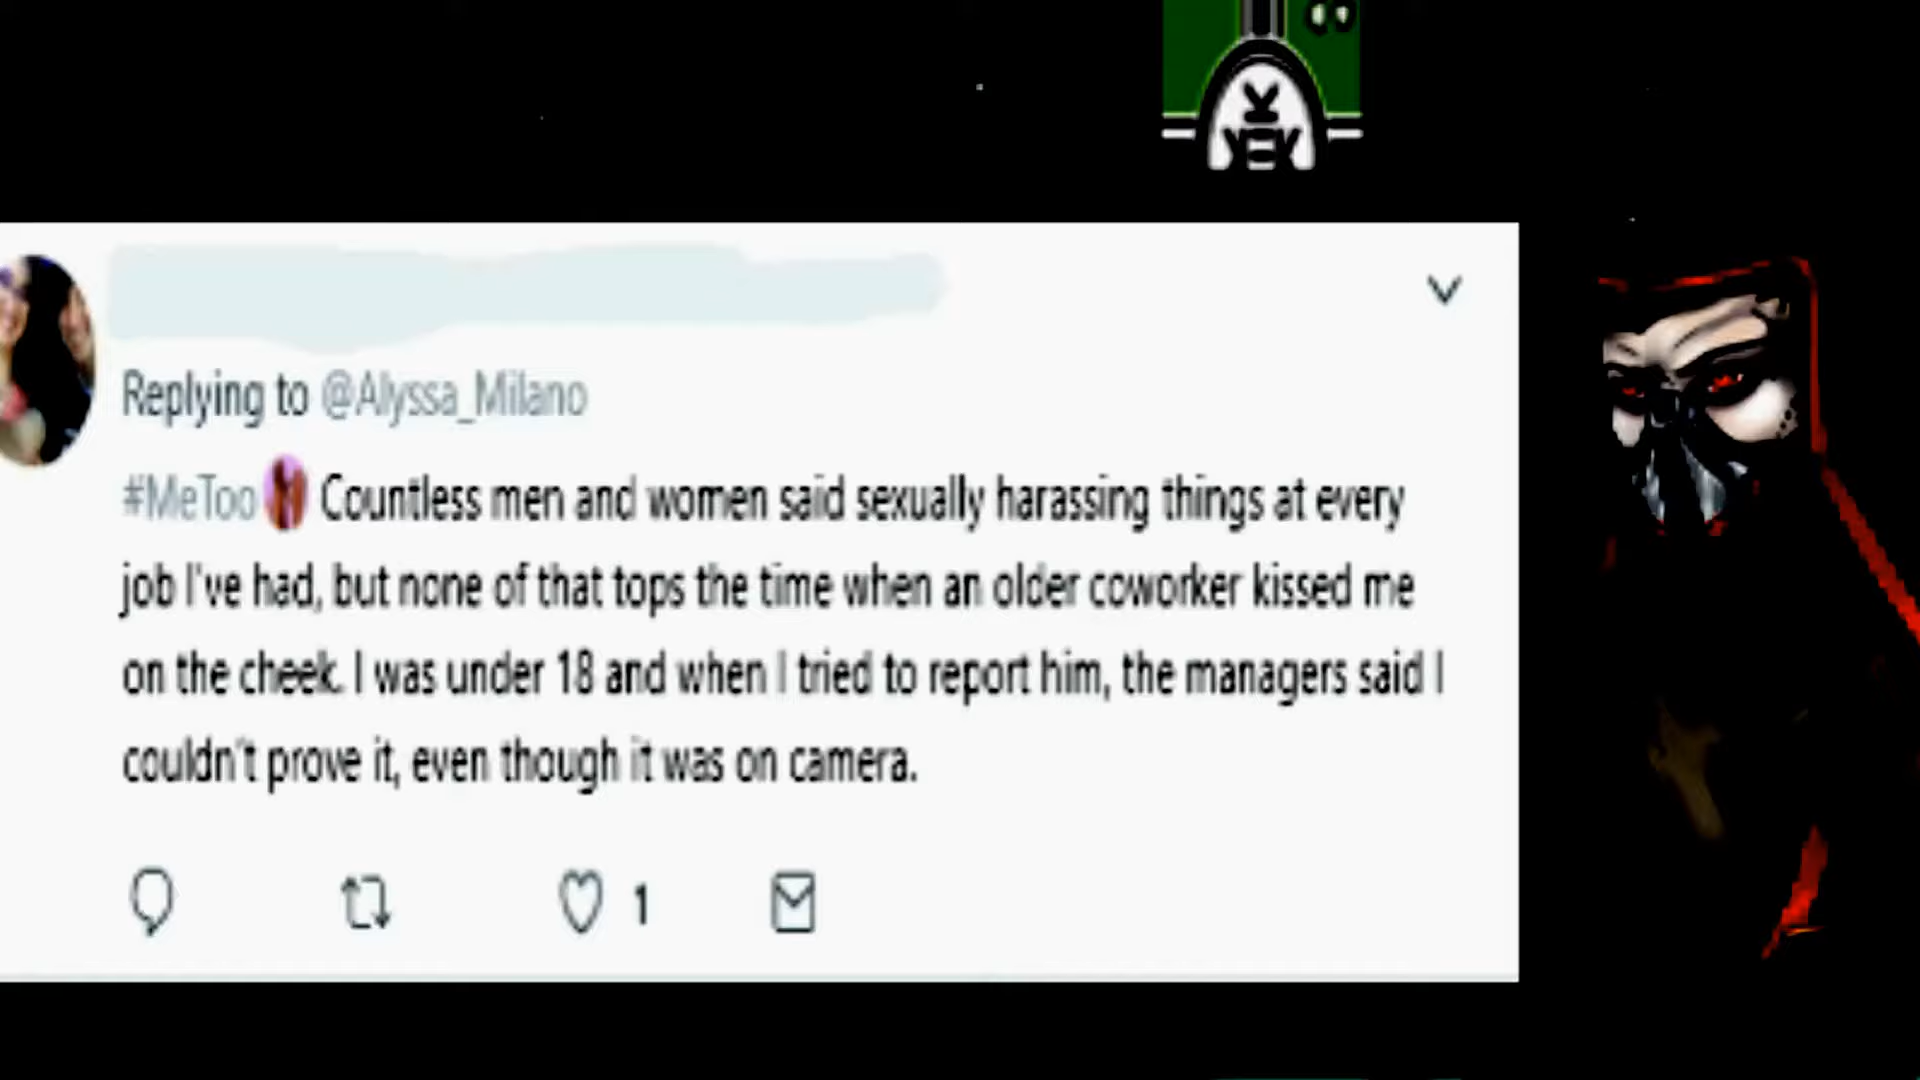 Replying to @Alyssa_Milano
#MeToo Countless men and women said sexually harassing things at every
job I've had, but none of that tops the time when an older coworker kissed me
on the cheek. I was under 18 and when I tried to report him, the managers said I
couldn't prove it, even though it was on camera.
1